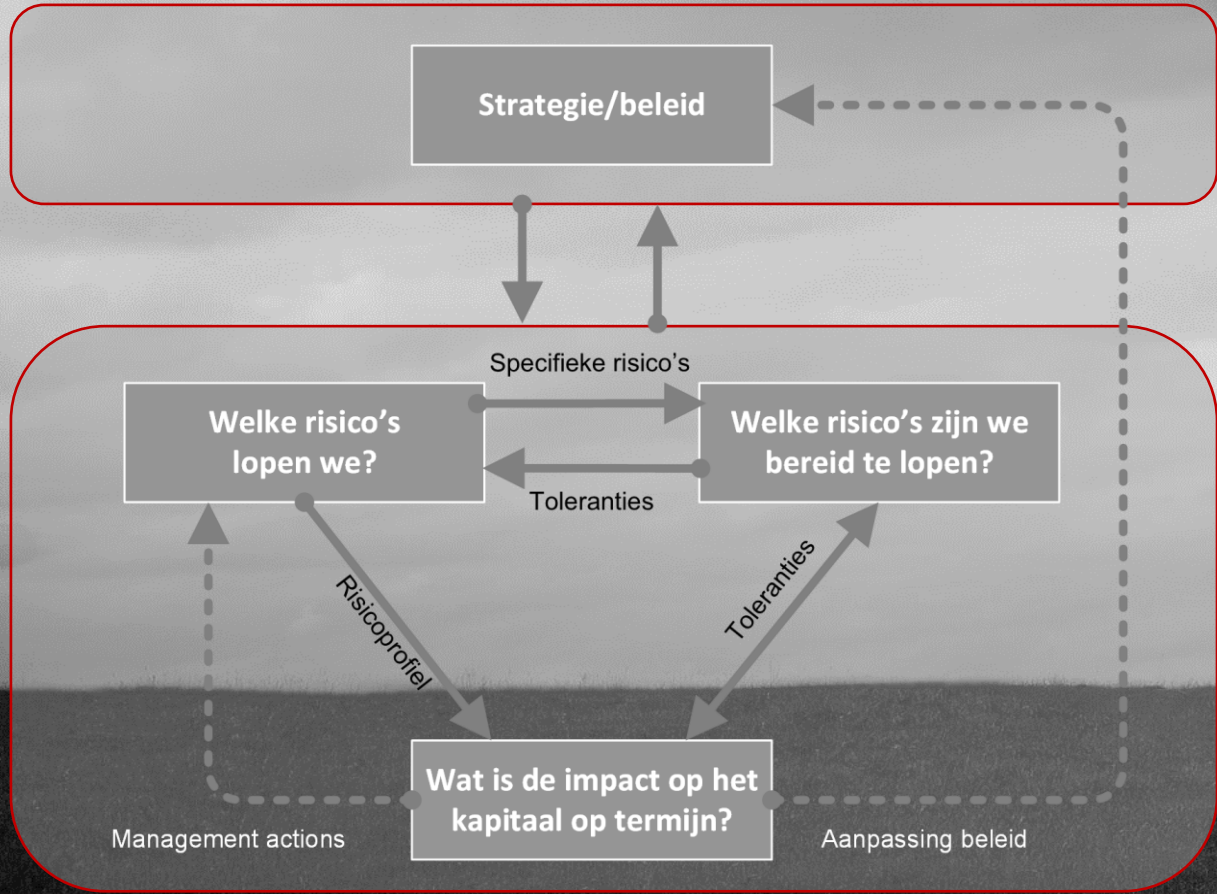 Strategie/beleid
Specifieke risico's
Welke risico's
lopen we?
Welke risico's zijn we
bereid te lopen?
Toleranties
Risicoprofiel
Toleranties
Wat is de impact op het
kapitaal op termijn?
Management actions
Aanpassing beleid